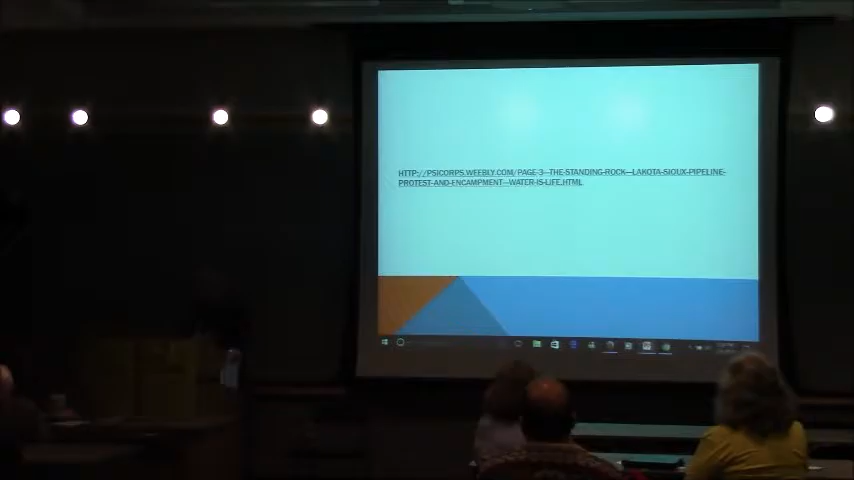 HTTP://PSICORPS.WEEBLY.COM/PAGE-3--THE-STANDING-ROCK---LAKOTA-SIOUX-PIPELINE-
PROTEST-AND-ENCAMPMENT---WATER-IS-LIFE.HTML